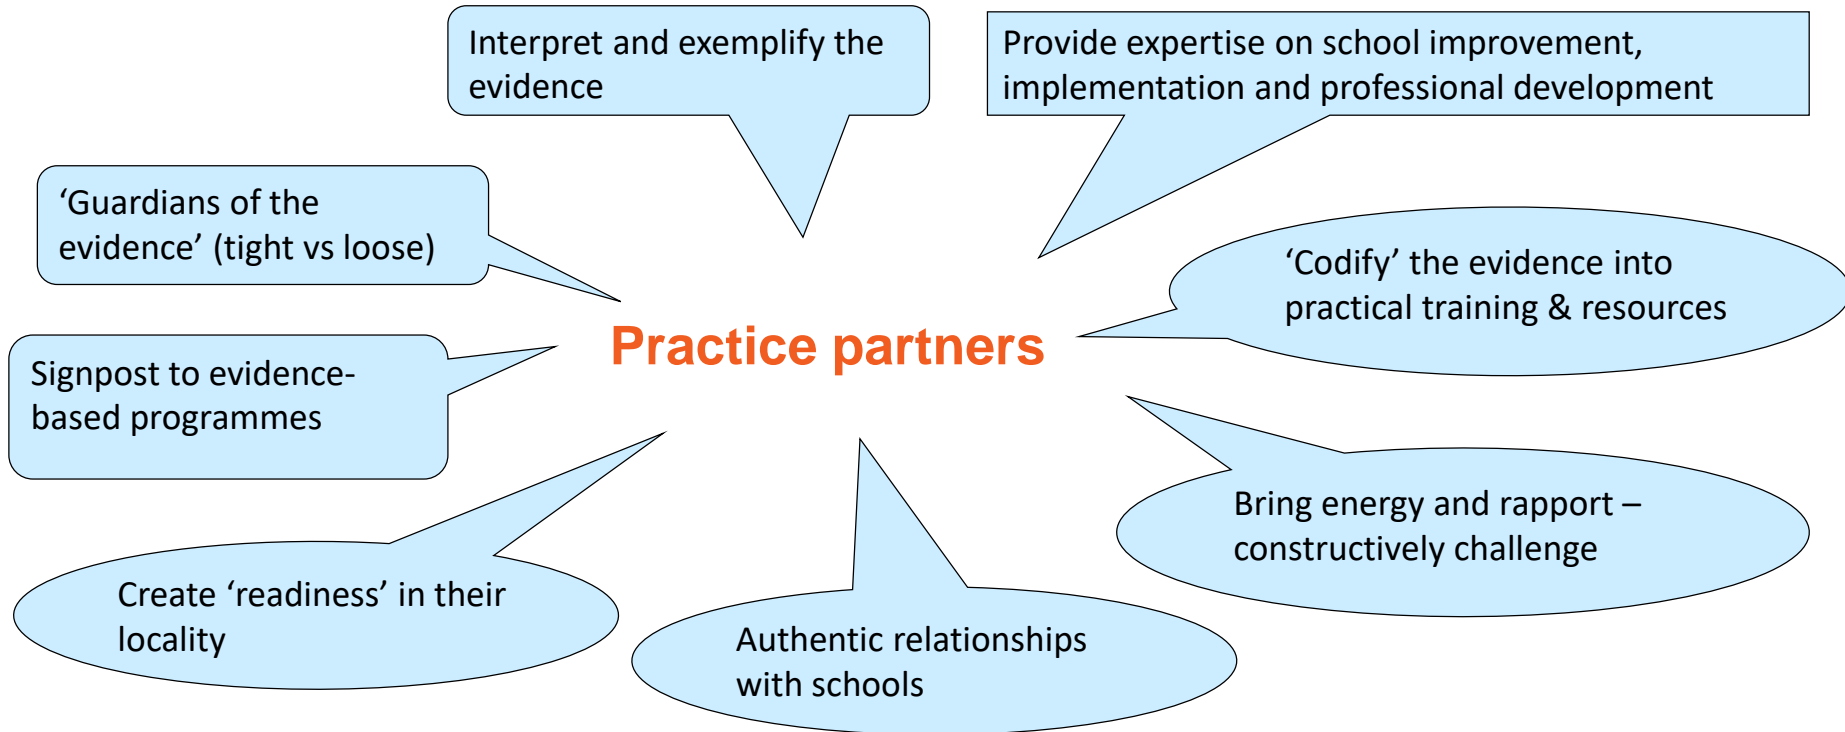 Interpret and exemplify the
evidence
Provide expertise on school improvement,
implementation and professional development
‘Guardians of the
evidence’ (tight vs loose)
‘Codify’ the evidence into
practical training & resources
Practice partners
Signpost to evidence-
based programmes
Bring energy and rapport –
constructively challenge
Create ‘readiness’ in their
locality
Authentic relationships
with schools